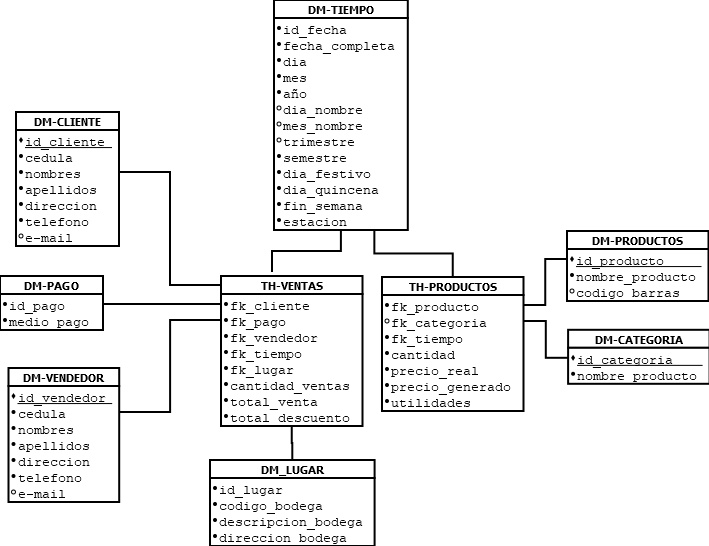 DM-TIEMPO
id_fecha
fecha_completa
dia
mes
año
dia_nombre
mes_nombre
trimestre
semestre
dia_festivo
dia_quincena
fin_semana
estacion
DM-CLIENTE
id_cliente
cedula
nombres
apellidos
direccion
telefono
e-mail
DM-PAGO
id_pago
medio_pago
DM-VENDEDOR
id_vendedor
cedula
nombres
apellidos
direccion
telefono
e-mail
TH-VENTAS
fk_cliente
fk_pago
fk_vendedor
fk_tiempo
fk_lugar
cantidad_ventas
total_venta
total_descuento
TH-PRODUCTOS
fk_producto
fk_categoria
fk_tiempo
cantidad
precio_real
precio_generado
utilidades
DM-PRODUCTOS
id_producto
nombre_producto
codigo_barras
DM-CATEGORIA
id_categoria
nombre_producto
DM_LUGAR
id_lugar
codigo_bodega
descripcion_bodega
direccion_bodega